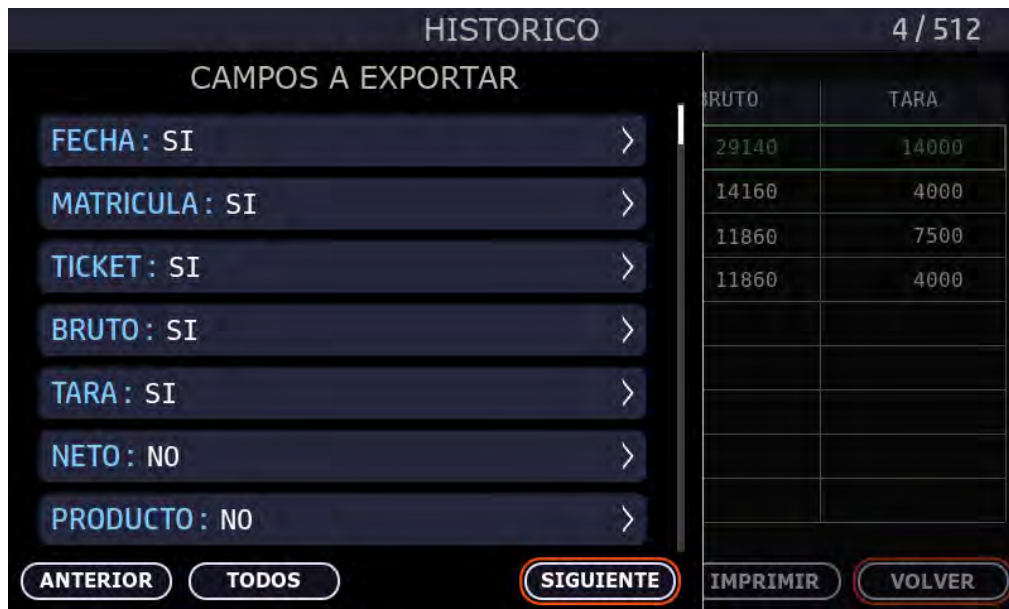 HISTORICO 4/512
CAMPOS A EXPORTAR
FECHA: SI
MATRICULA: SI
TICKET: SI
BRUTO: SI
TARA: SI
NETO: NO
PRODUCTO: NO
ANTERIOR TODOS SIGUIENTE
BRUTO TARA
29140 14000
14160 4000
11860 7500
11860 4000
IMPRIMIR VOLVER